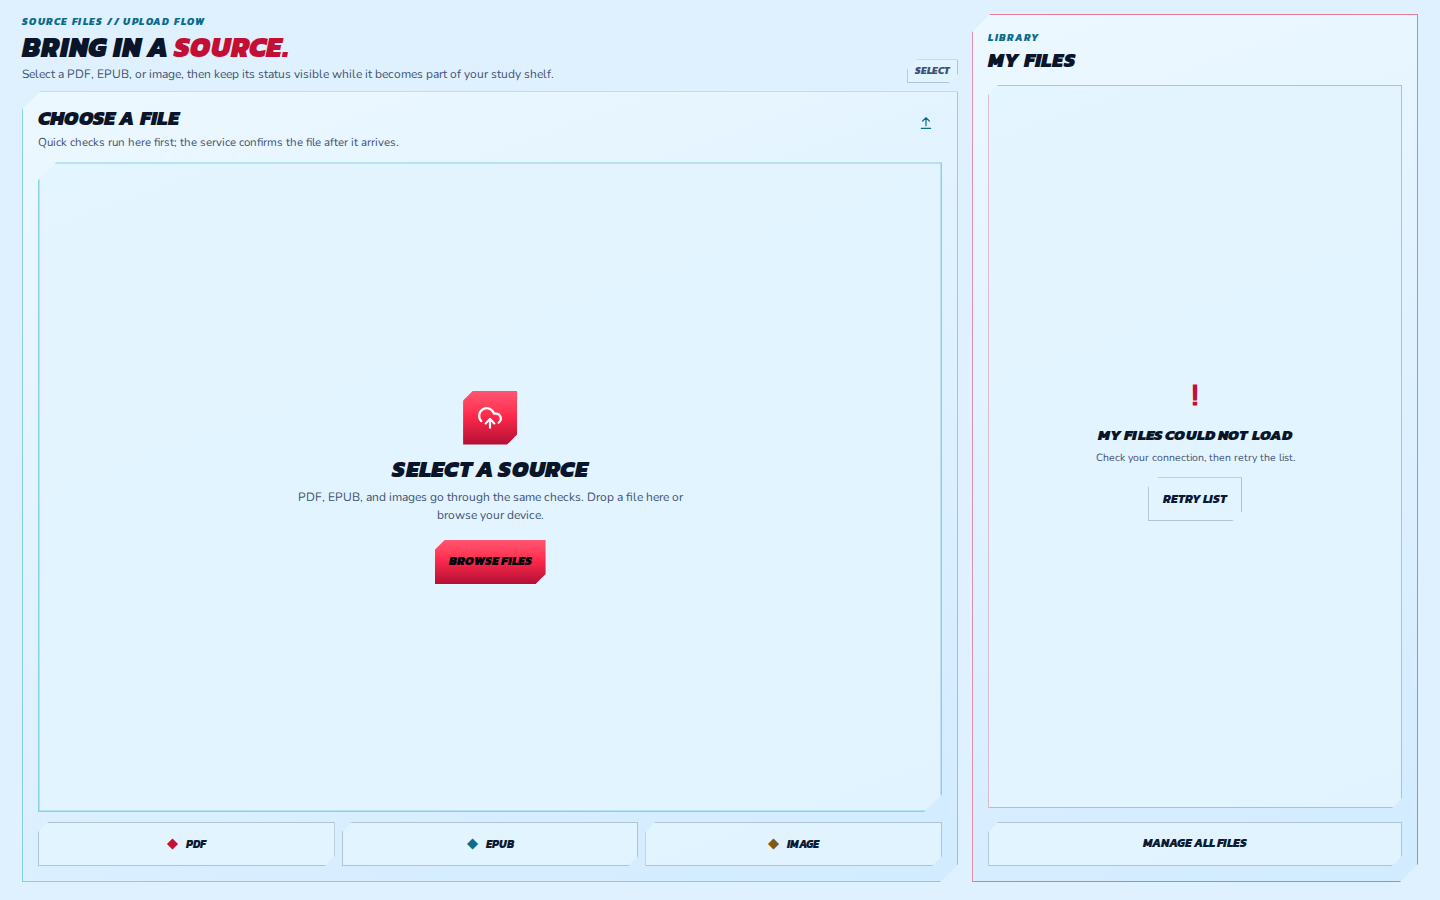 SOURCE FILES // UPLOAD FLOW
BRING IN A SOURCE.
Select a PDF, EPUB, or image, then keep its status visible while it becomes part of your study shelf.
SELECT
CHOOSE A FILE
Quick checks run here first; the service confirms the file after it arrives.
SELECT A SOURCE
PDF, EPUB, and images go through the same checks. Drop a file here or
browse your device.
BROWSE FILES
PDF
EPUB
IMAGE
LIBRARY
MY FILES
!
MY FILES COULD NOT LOAD
Check your connection, then retry the list.
RETRY LIST
MANAGE ALL FILES